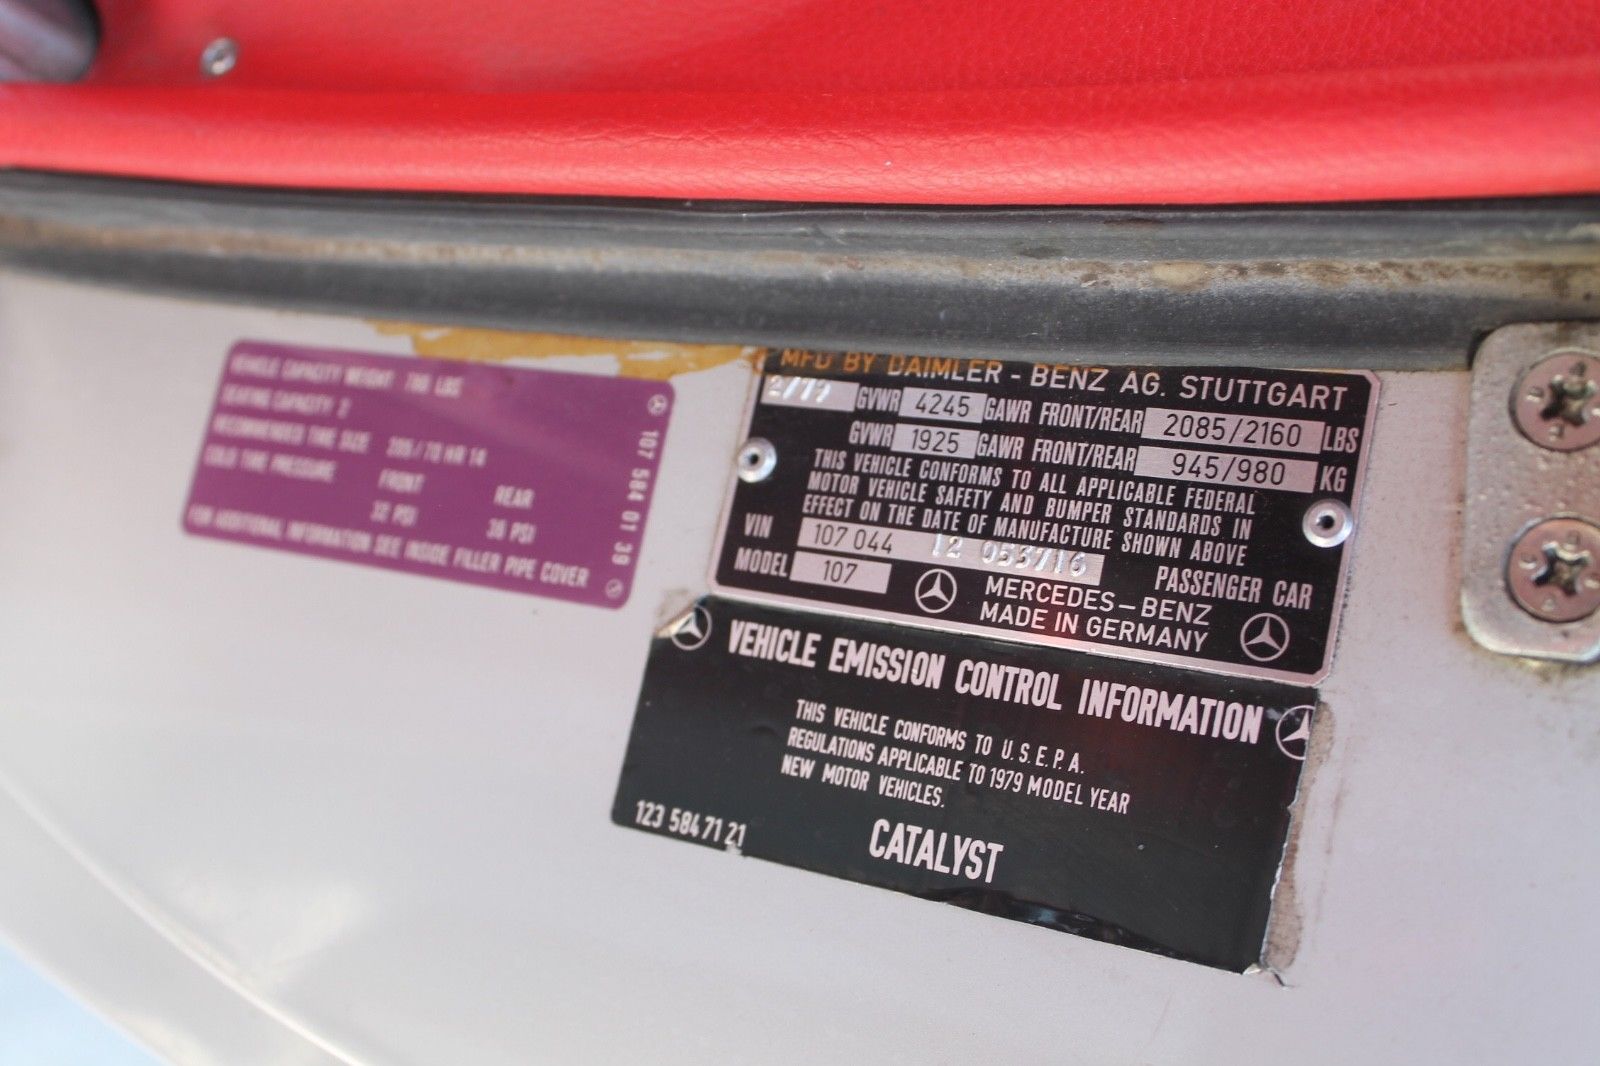 VEHICLE CAPACITY WEIGHT LBS
SEATING CAPACITY 2
RECOMMENDED TIRE SIZE 205/70 HR 14
COLD TIRE PRESSURE FRONT REAR
32 PSI 36 PSI
FOR ADDITIONAL INFORMATION SEE INSIDE FILLER PIPE COVER
107 584 01 39
MFD BY DAIMLER-BENZ AG. STUTTGART
GVWR 4245 GAWR FRONT/REAR 2085/2160 LBS
GVWR 1925 GAWR FRONT/REAR 945/980 KG
THIS VEHICLE CONFORMS TO ALL APPLICABLE FEDERAL
MOTOR VEHICLE SAFETY AND BUMPER STANDARDS IN
EFFECT ON THE DATE OF MANUFACTURE SHOWN ABOVE
VIN 107 044 12 053716
MODEL 107 PASSENGER CAR
MERCEDES-BENZ
MADE IN GERMANY
VEHICLE EMISSION CONTROL INFORMATION
THIS VEHICLE CONFORMS TO U.S.E.P.A.
REGULATIONS APPLICABLE TO 1979 MODEL YEAR
NEW MOTOR VEHICLES.
123 584 71 21
CATALYST